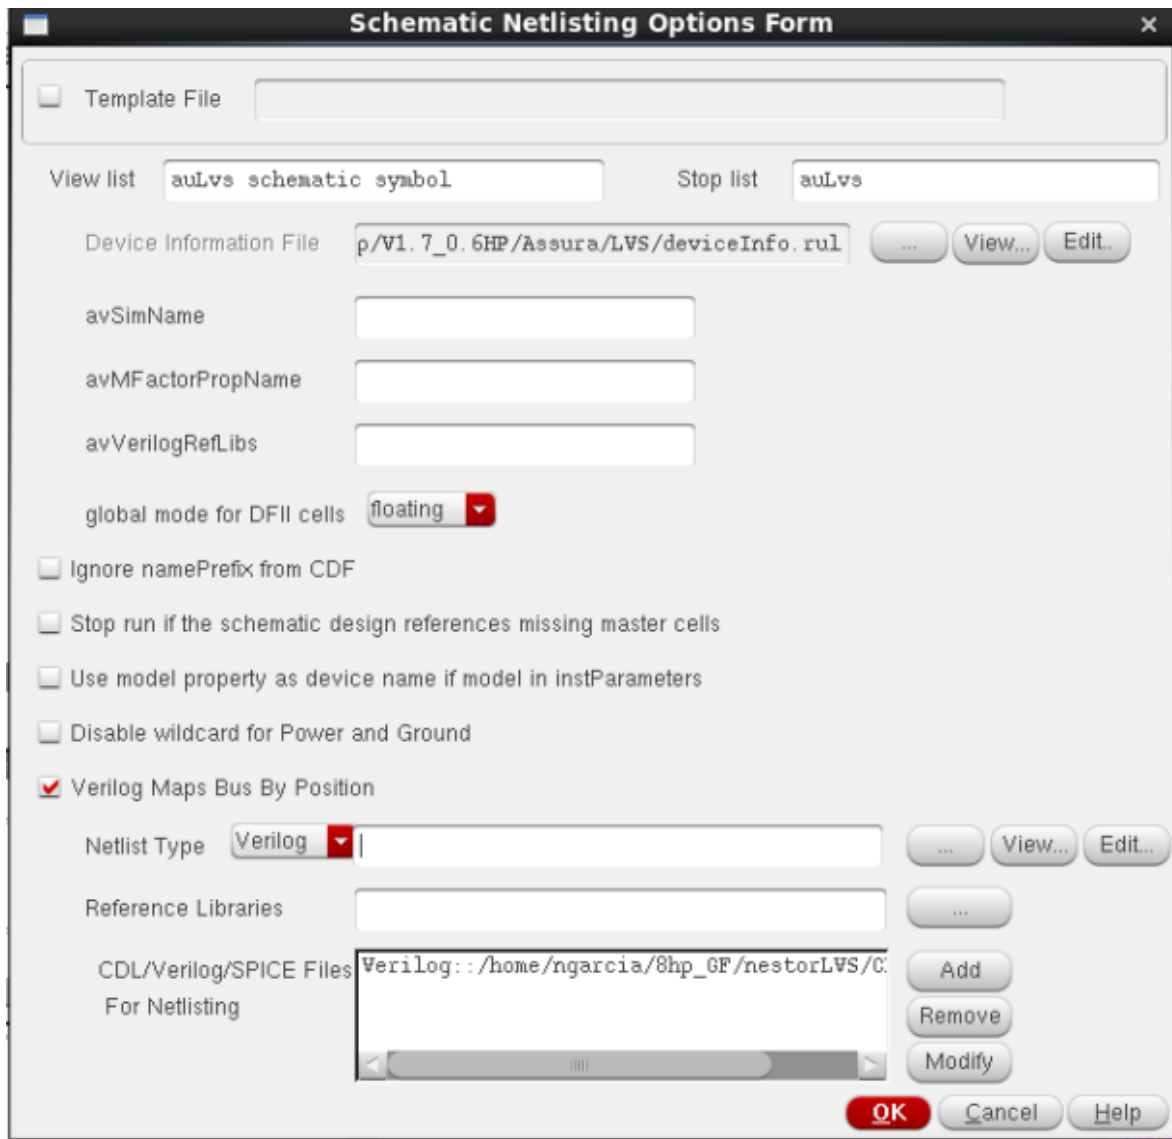 Schematic Netlisting Options Form
Template File
View list auLvs schematic symbol Stop list auLvs
Device Information File p/V1.7_0.6HP/Assura/LVS/deviceInfo.rul ... View... Edit..
avSimName
avMFactorPropName
avVerilogRefLibs
global mode for DFII cells floating
Ignore namePrefix from CDF
Stop run if the schematic design references missing master cells
Use model property as device name if model in instParameters
Disable wildcard for Power and Ground
Verilog Maps Bus By Position
Netlist Type Verilog ... View... Edit...
Reference Libraries ...
CDL/Verilog/SPICE Files Verilog::/home/ngarcia/8hp_GF/nestorLVS/C Add
For Netlisting Remove
Modify
OK Cancel Help